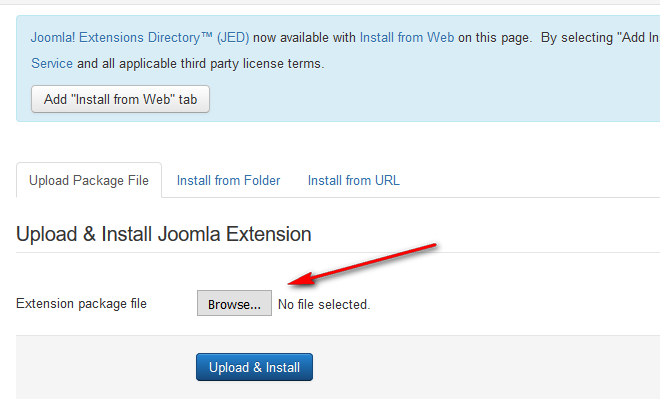 Joomla! Extensions Directory™ (JED) now available with Install from Web on this page. By selecting "Add Ins
Service and all applicable third party license terms.
Add "Install from Web" tab
Upload Package File Install from Folder Install from URL
Upload & Install Joomla Extension
Extension package file Browse... No file selected.
Upload & Install